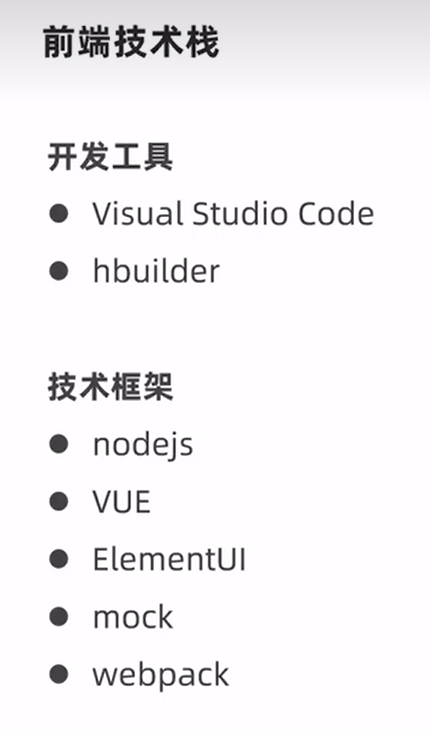 前端技术栈
开发工具
● Visual Studio Code
● hbuilder
技术框架
● nodejs
● VUE
● ElementUI
● mock
● webpack